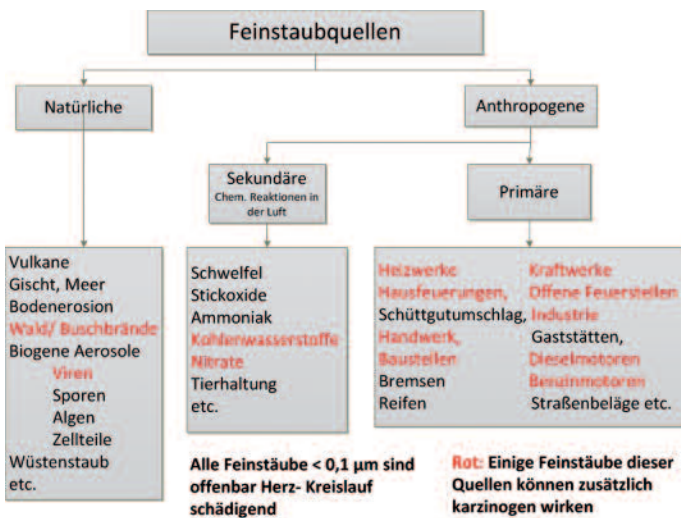 Feinstaubquellen
Natürliche
Anthropogene
Sekundäre
Chem. Reaktionen in
der Luft
Primäre
Vulkane
Gischt, Meer
Bodenerosion
Wald/ Buschbrände
Biogene Aerosole
Viren
Sporen
Algen
Zellteile
Wüstenstaub
etc.
Schwelfel
Stickoxide
Ammoniak
Kohlenwasserstoffe
Nitrate
Tierhaltung
etc.
Heizwerke Kraftwerke
Hausfeuerungen, Offene Feuerstellen
Schüttgutumschlag, Industrie
Handwerk, Gaststätten,
Baustellen Dieselmotoren
Bremsen Benzinmotoren
Reifen Straßenbeläge etc.
Alle Feinstäube < 0,1 µm sind
offenbar Herz- Kreislauf
schädigend
Rot: Einige Feinstäube dieser
Quellen können zusätzlich
karzinogen wirken